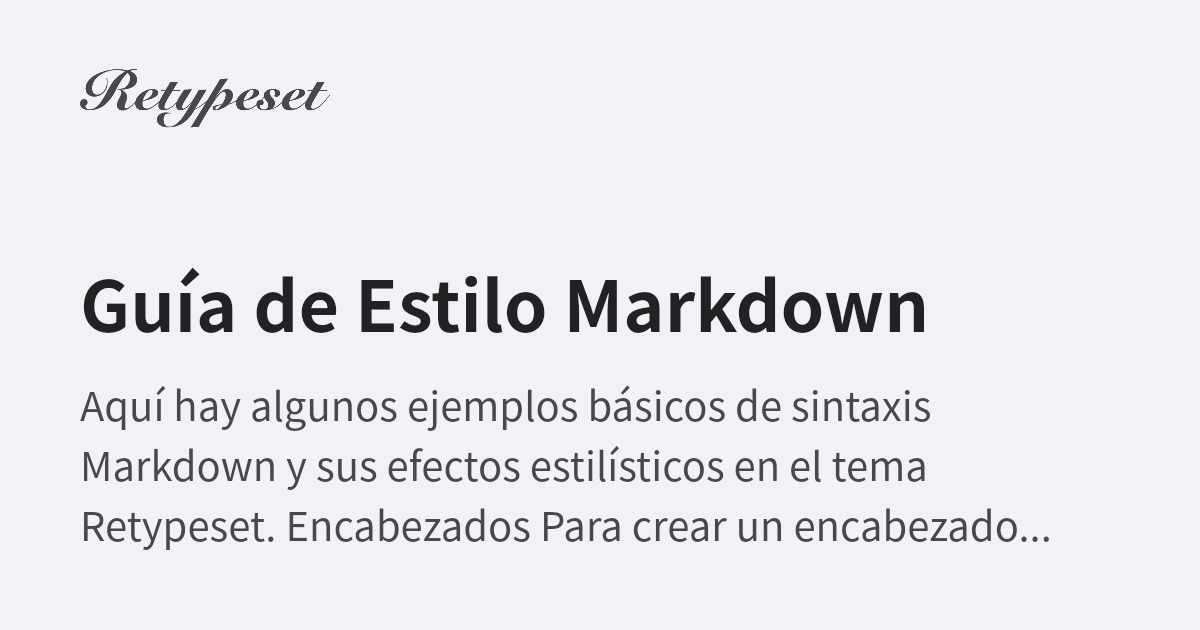 Retypeset
Guía de Estilo Markdown
Aquí hay algunos ejemplos básicos de sintaxis
Markdown y sus efectos estilísticos en el tema
Retypeset. Encabezados Para crear un encabezado...